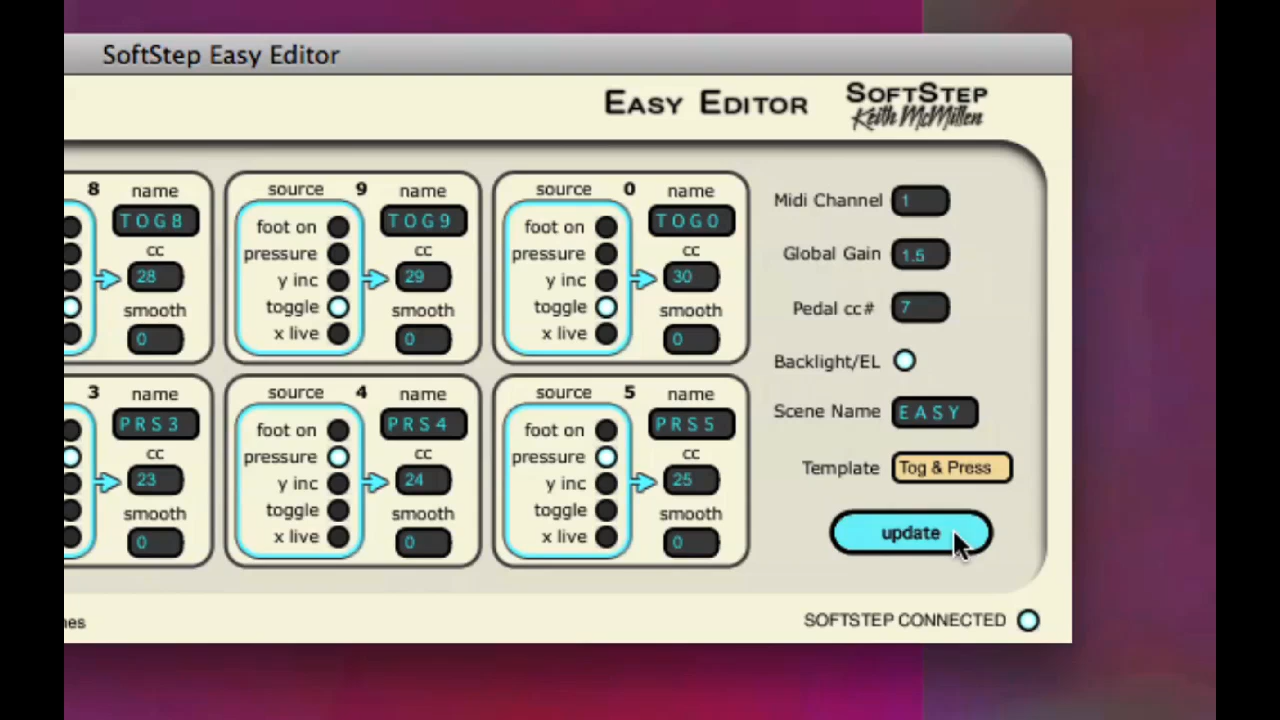 SoftStep Easy Editor
EASY EDITOR
SOFTSTEP
Keith McMillen
8 name
TOG8
cc
28
smooth
0
source 9 name
foot on
TOG9
pressure
cc
y inc
29
toggle
smooth
x live
0
source 0 name
foot on
TOG0
pressure
cc
y inc
30
toggle
smooth
x live
0
3 name
PRS3
cc
23
smooth
0
source 4 name
foot on
PRS4
pressure
cc
y inc
24
toggle
smooth
x live
0
source 5 name
foot on
PRS5
pressure
cc
y inc
25
toggle
smooth
x live
0
Midi Channel 1
Global Gain 1.5
Pedal cc# 7
Backlight/EL
Scene Name EASY
Template Tog & Press
update
SOFTSTEP CONNECTED